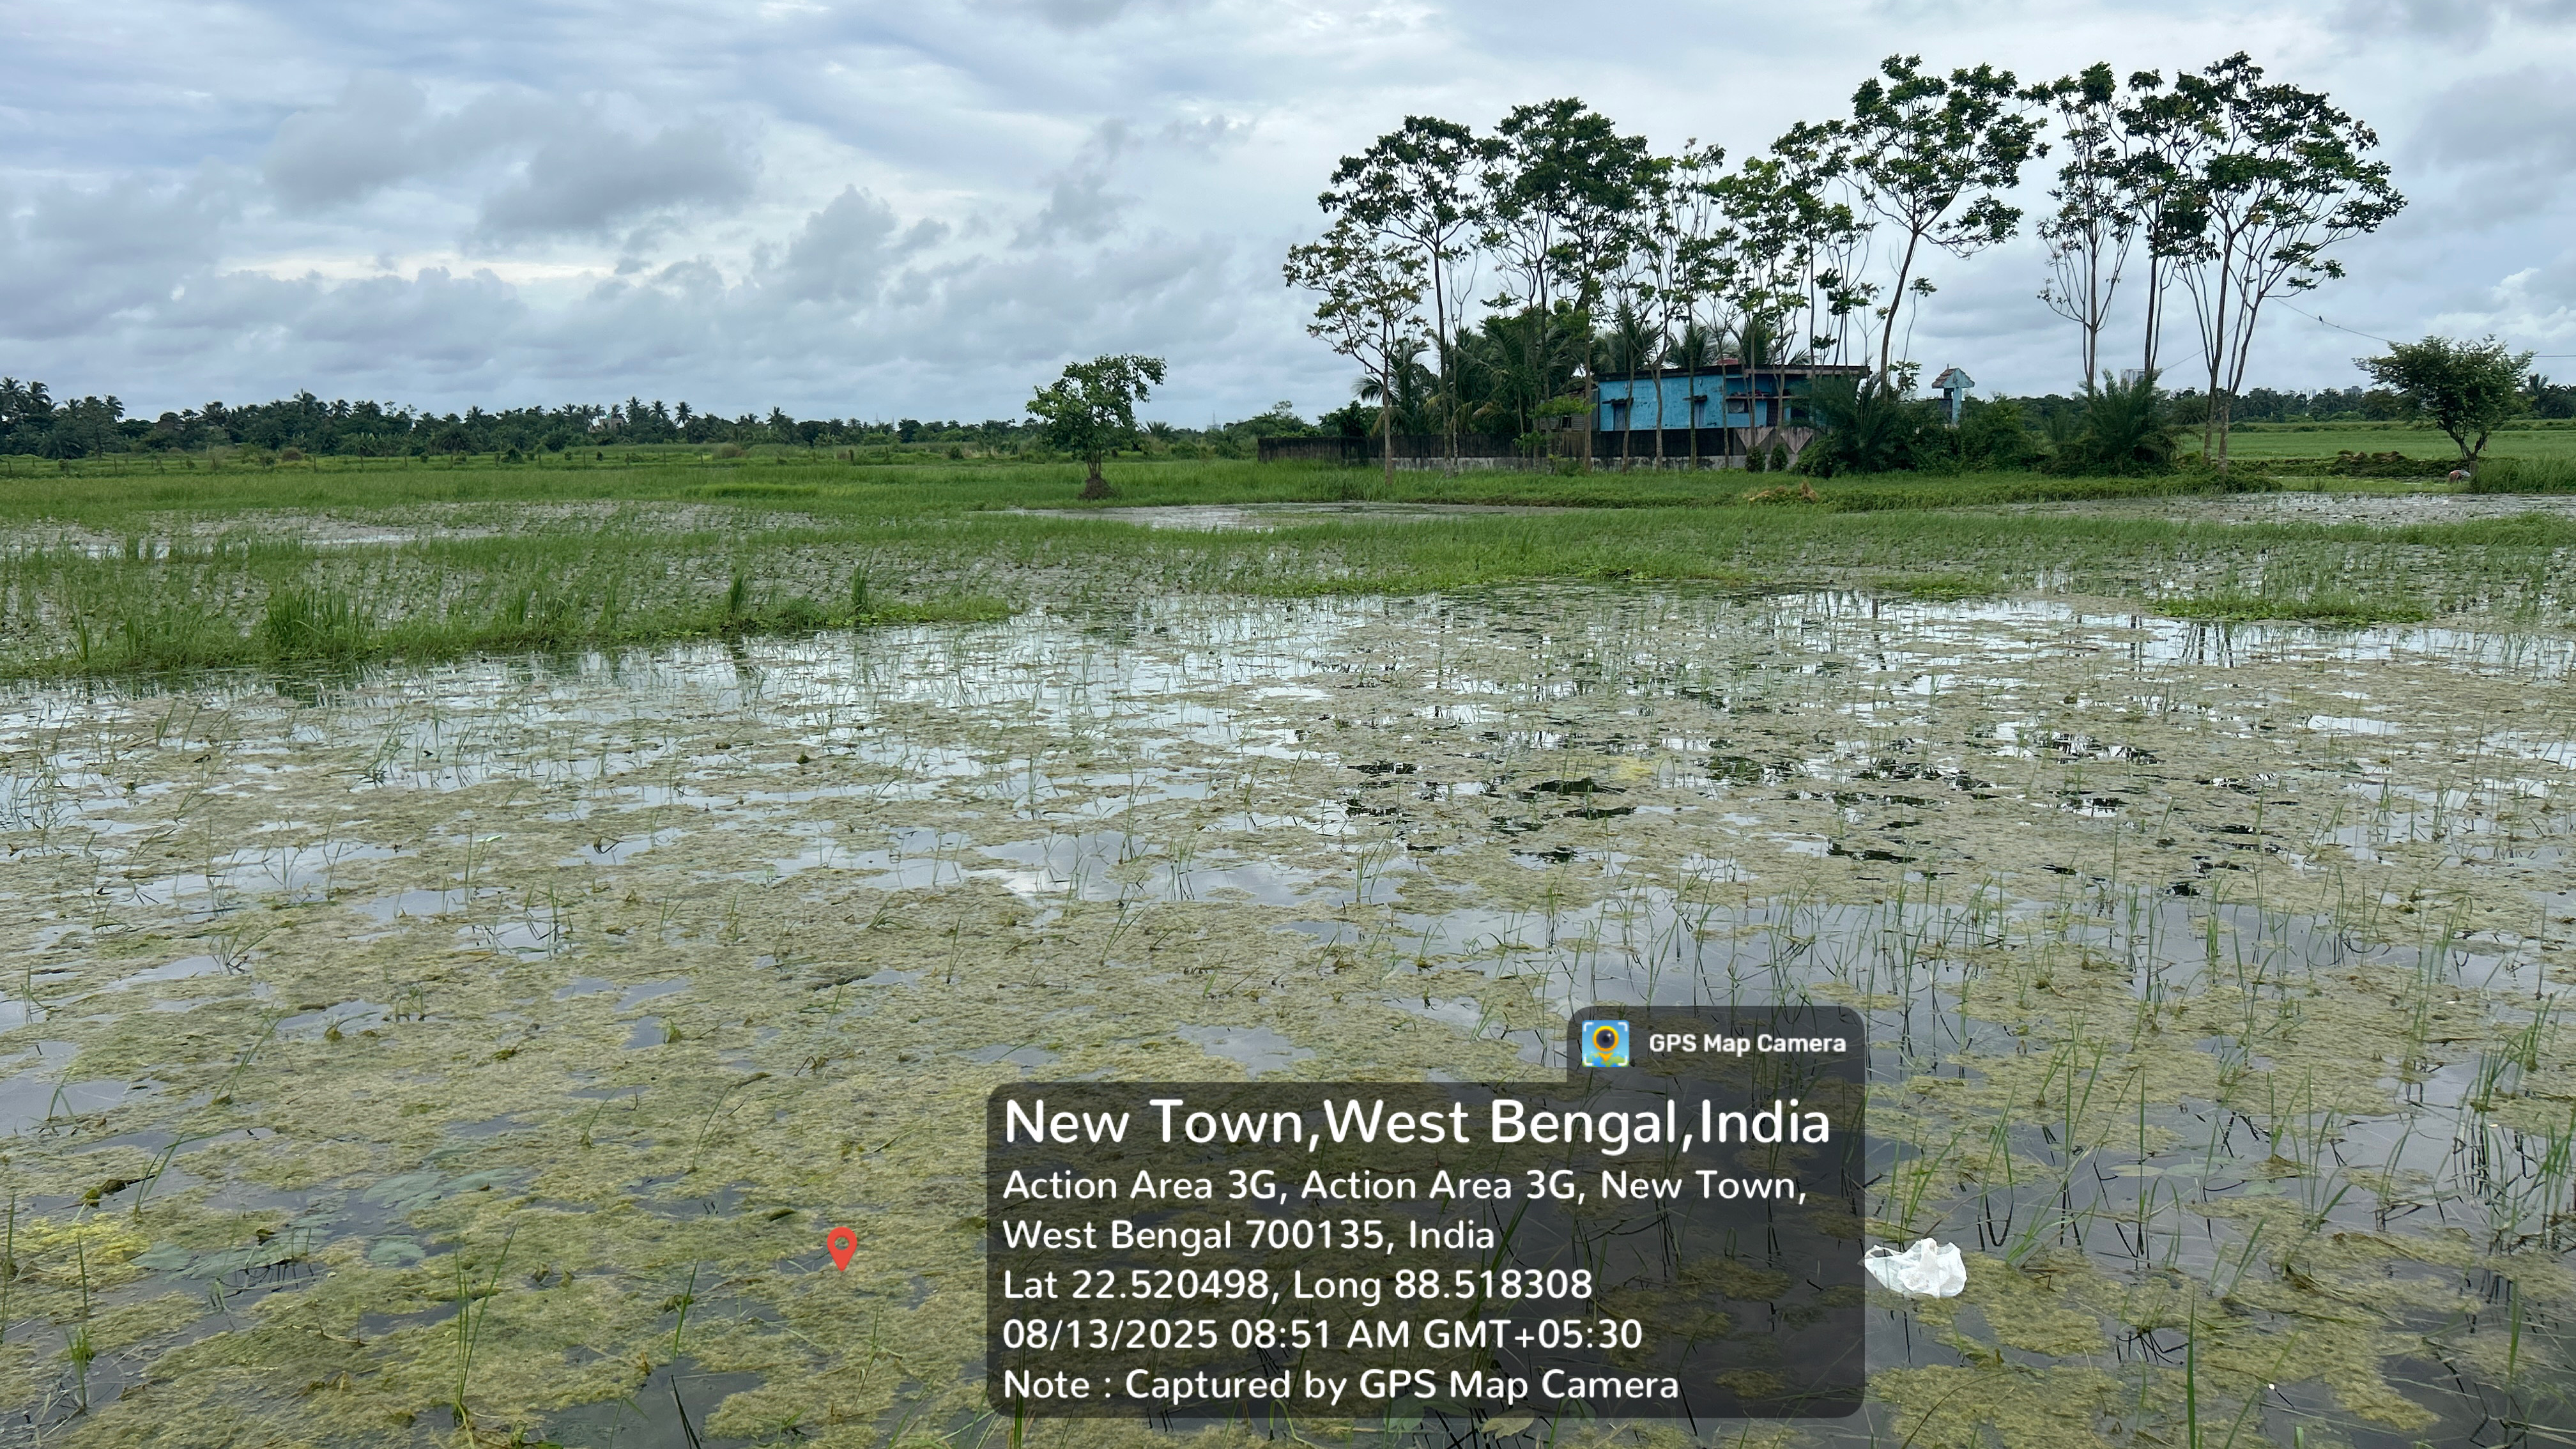 GPS Map Camera
New Town,West Bengal,India
Action Area 3G, Action Area 3G, New Town,
West Bengal 700135, India
Lat 22.520498, Long 88.518308
08/13/2025 08:51 AM GMT+05:30
Note : Captured by GPS Map Camera